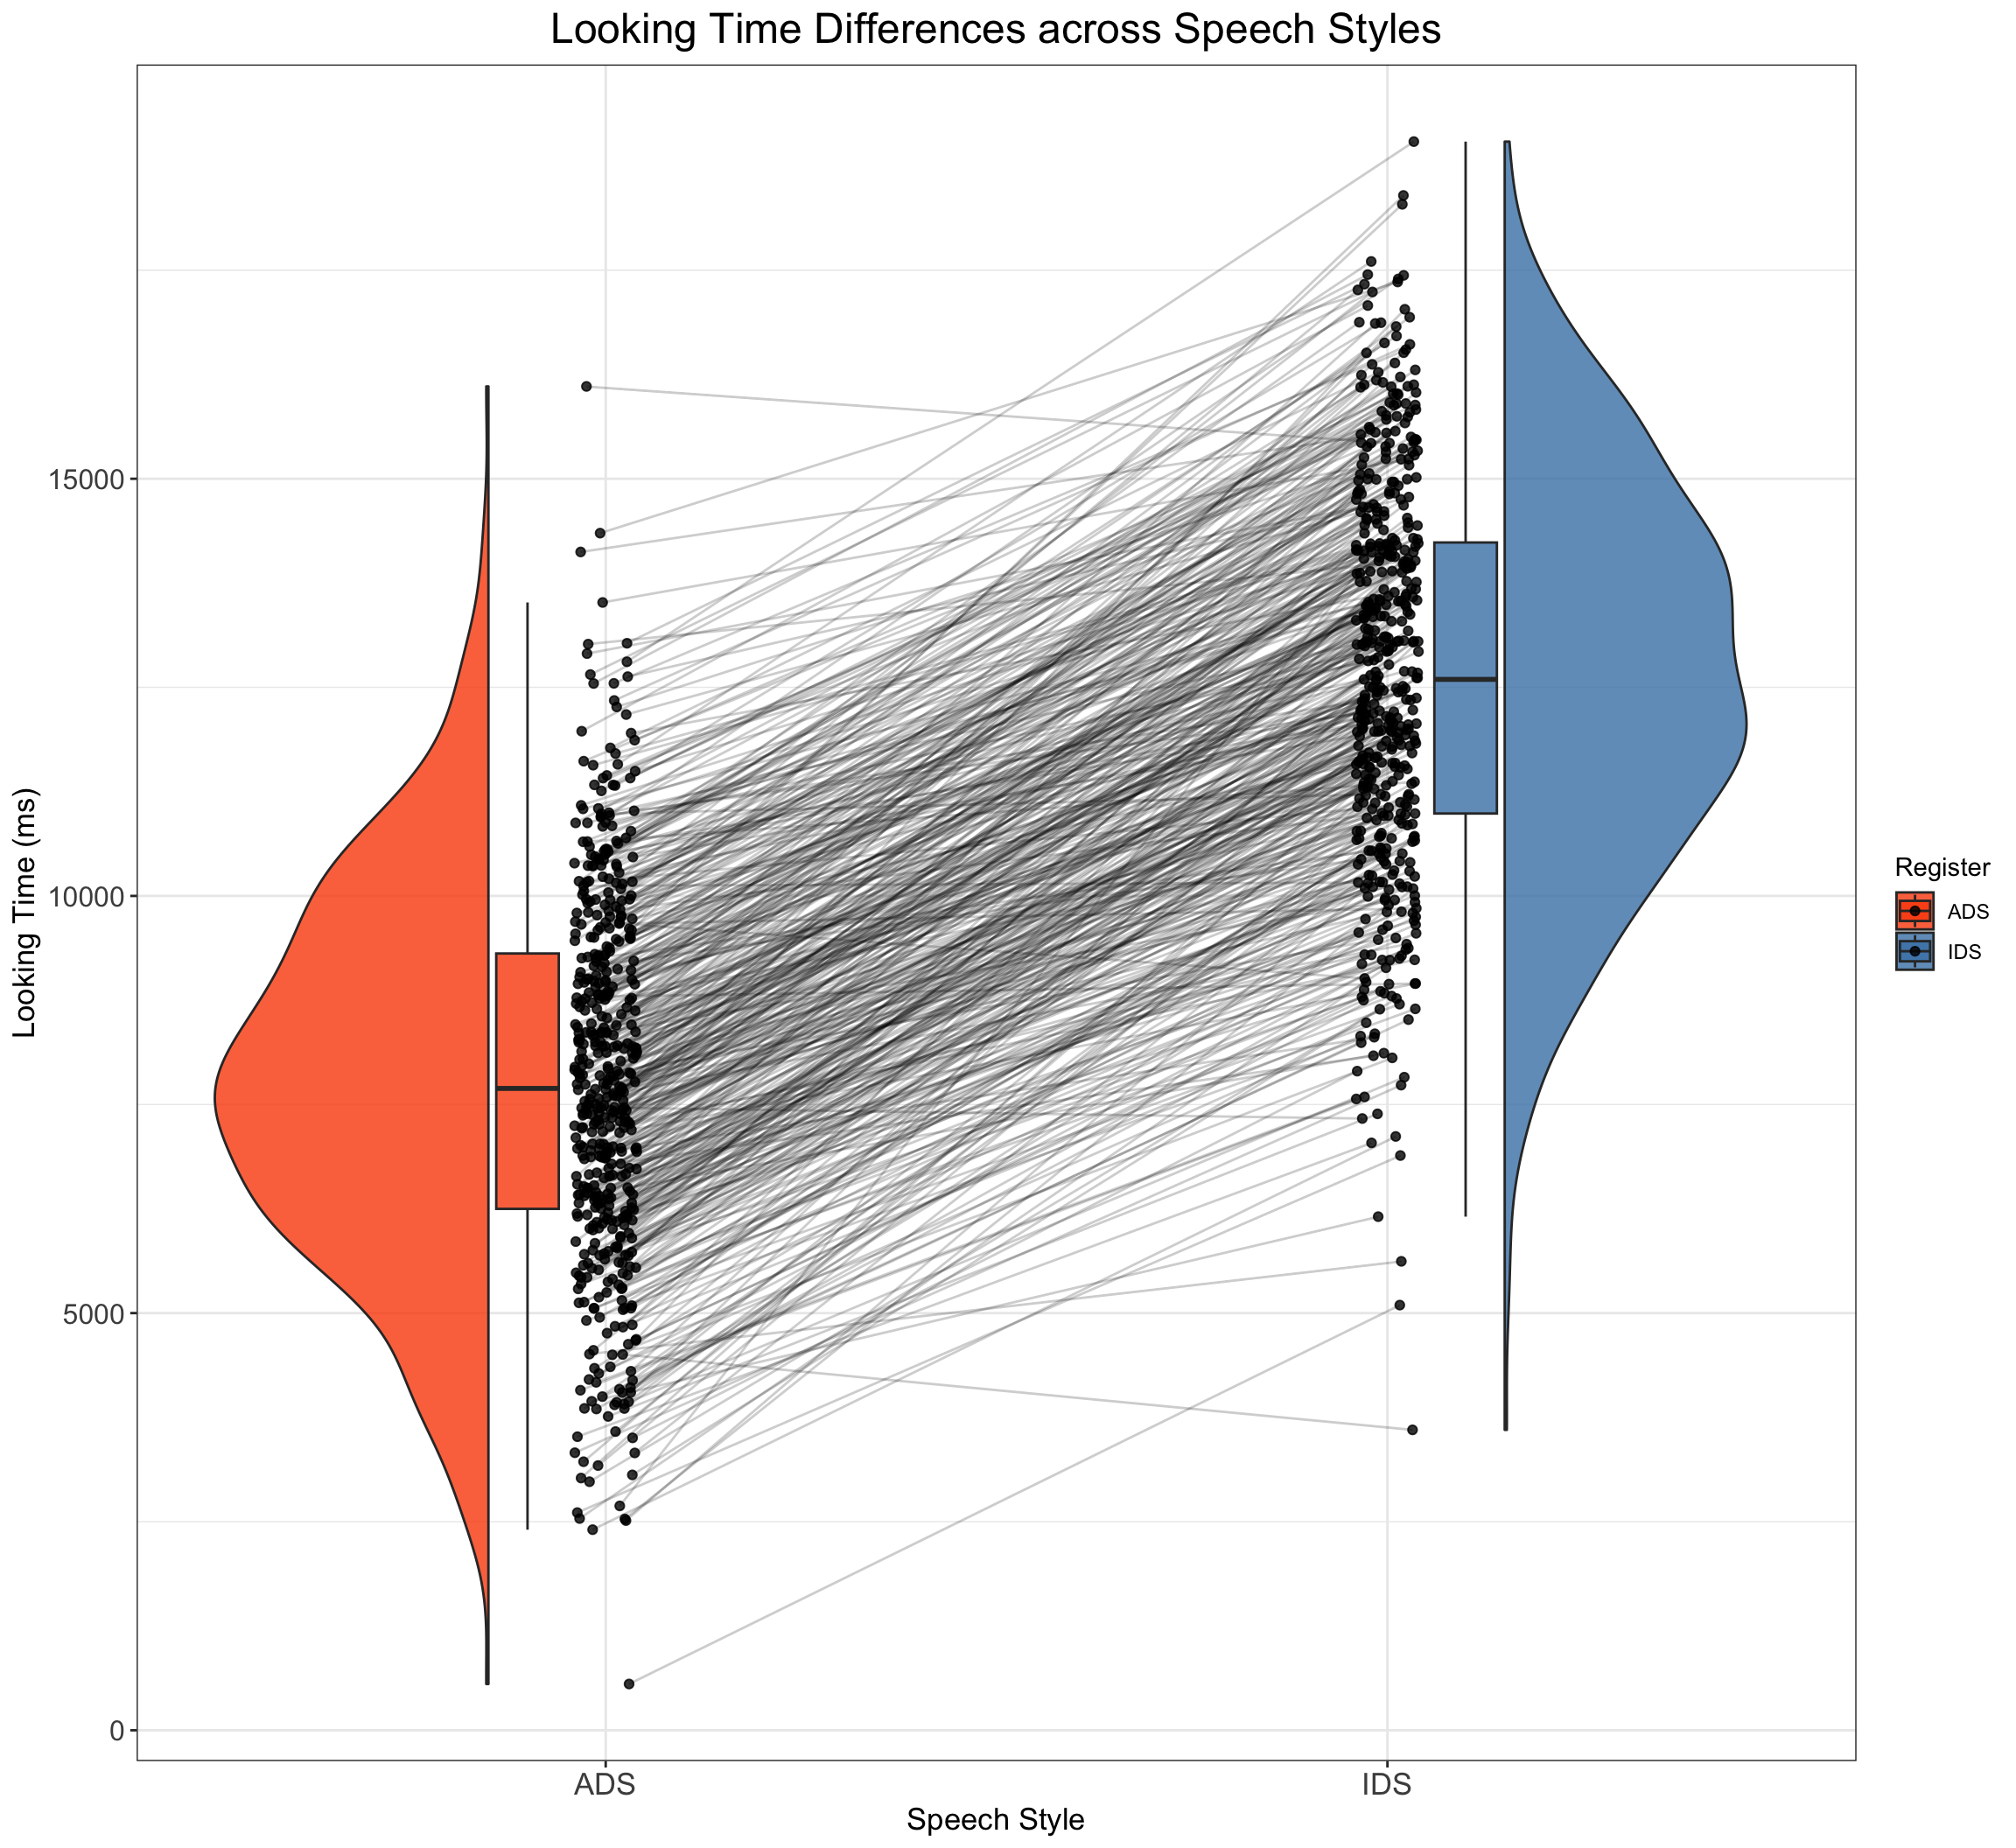 Looking Time Differences across Speech Styles
Looking Time (ms)
15000
10000
5000
0
ADS
IDS
Speech Style
Register
ADS
IDS